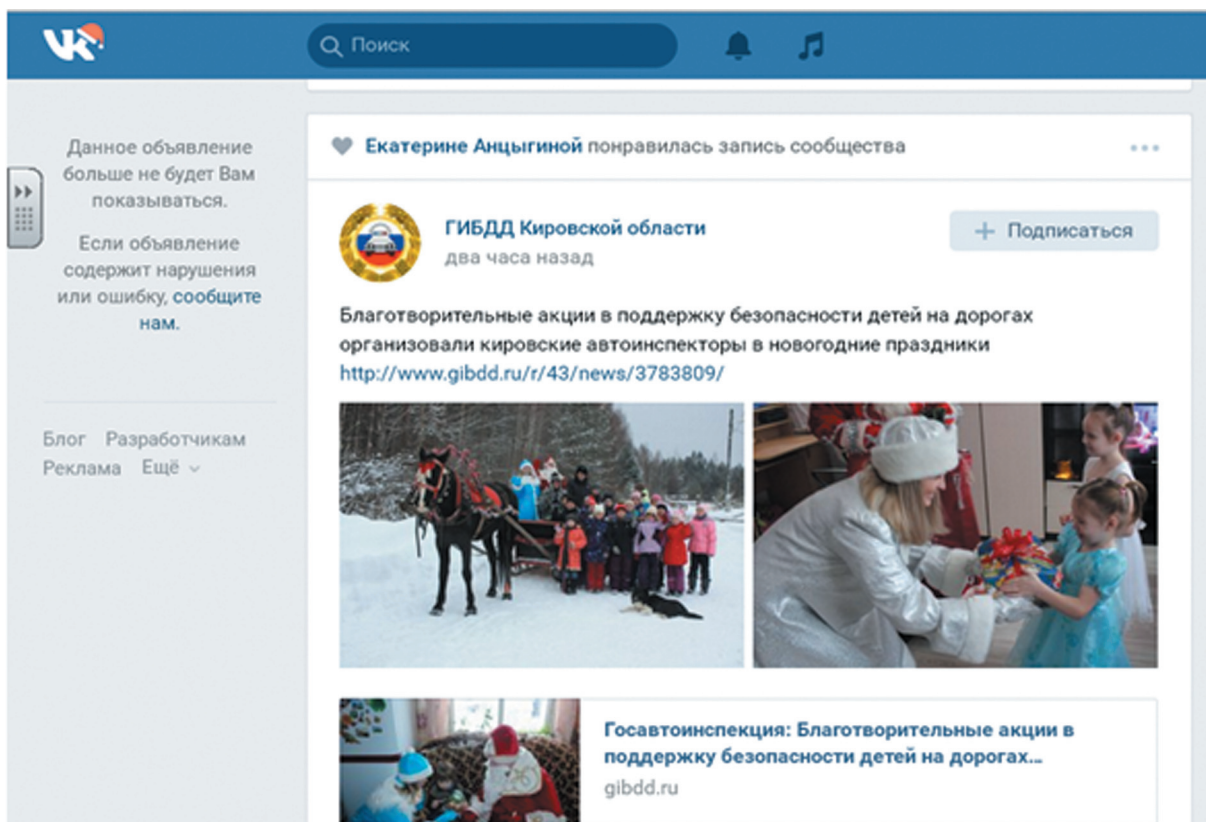 VK
Поиск
Данное объявление
больше не будет Вам
показываться.
Если объявление
содержит нарушения
или ошибку, сообщите
нам.
Блог Разработчикам
Реклама Ещё
Екатерине Анцыгиной понравилась запись сообщества
ГИБДД Кировской области
два часа назад
+ Подписаться
Благотворительные акции в поддержку безопасности детей на дорогах
организовали кировские автоинспекторы в новогодние праздники
http://www.gibdd.ru/r/43/news/3783809/
Госавтоинспекция: Благотворительные акции в
поддержку безопасности детей на дорогах...
gibdd.ru